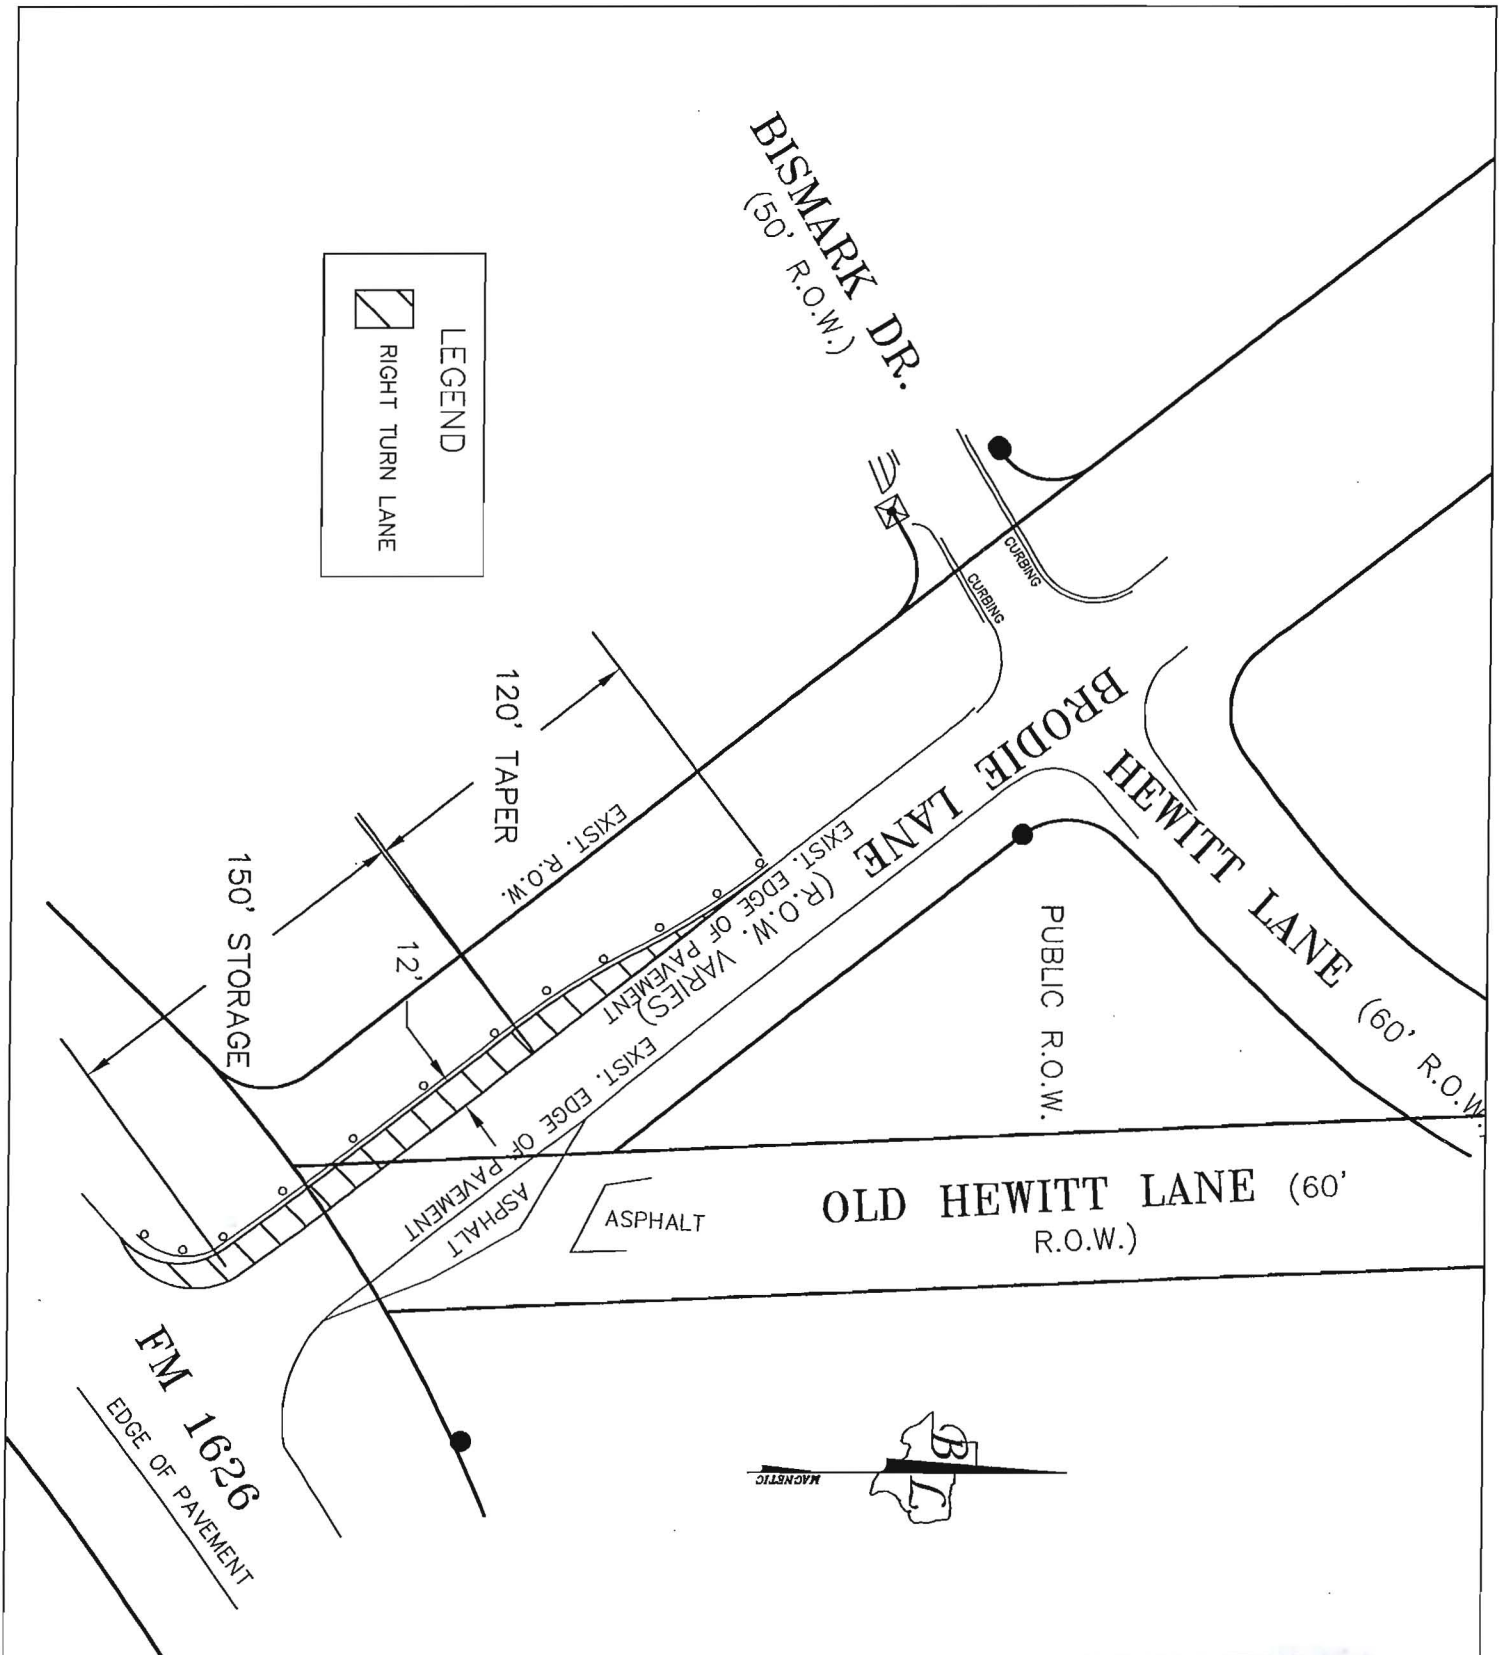 BISMARK DR.
(50' R.O.W.)
LEGEND
RIGHT TURN LANE
CURBING
CURBING
BRODIE LANE (R.O.W. VARIES)
HEWITT LANE (60' R.O.W.)
120' TAPER
EXIST. R.O.W.
EXIST. EDGE OF PAVEMENT
150' STORAGE
12'
PUBLIC R.O.W.
EXIST. EDGE OF PAVEMENT
ASPHALT
ASPHALT
OLD HEWITT LANE (60'
R.O.W.)
FM 1626
EDGE OF PAVEMENT
B
MAGNETIC